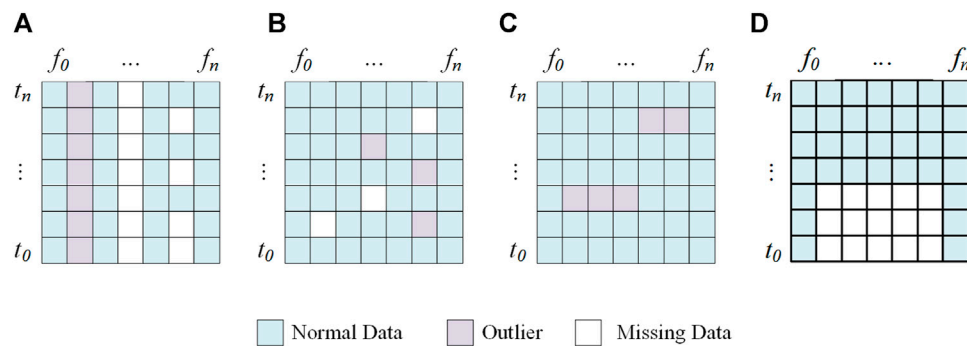 A B C D
f0 ... fn f0 ... fn f0 ... fn f0 ... fn
tn tn tn tn
⋮ ⋮ ⋮ ⋮
t0 t0 t0 t0
Normal Data Outlier Missing Data